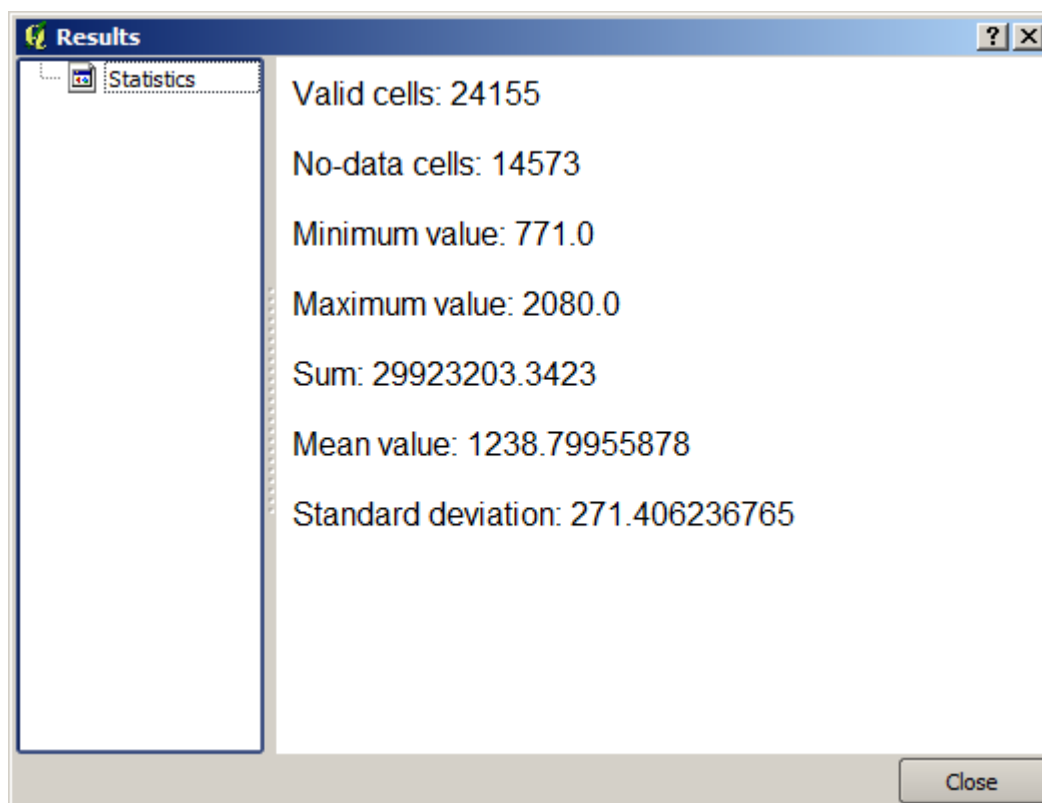 Results
Statistics
Valid cells: 24155
No-data cells: 14573
Minimum value: 771.0
Maximum value: 2080.0
Sum: 29923203.3423
Mean value: 1238.79955878
Standard deviation: 271.406236765
Close